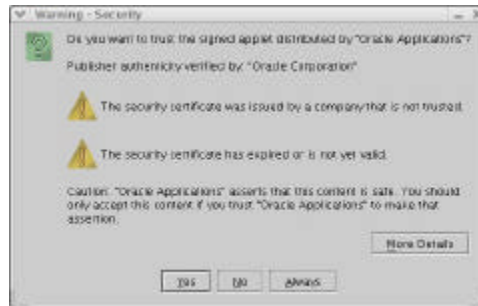 Warning - Security
Do you want to trust the signed applet distributed by "Oracle Applications"?
Publisher authenticity verified by: "Oracle Corporation"
The security certificate was issued by a company that is not trusted.
The security certificate has expired or is not yet valid.
Caution: "Oracle Applications" asserts that this content is safe. You should
only accept this content if you trust "Oracle Applications" to make that
assertion.
More Details
Yes No Always